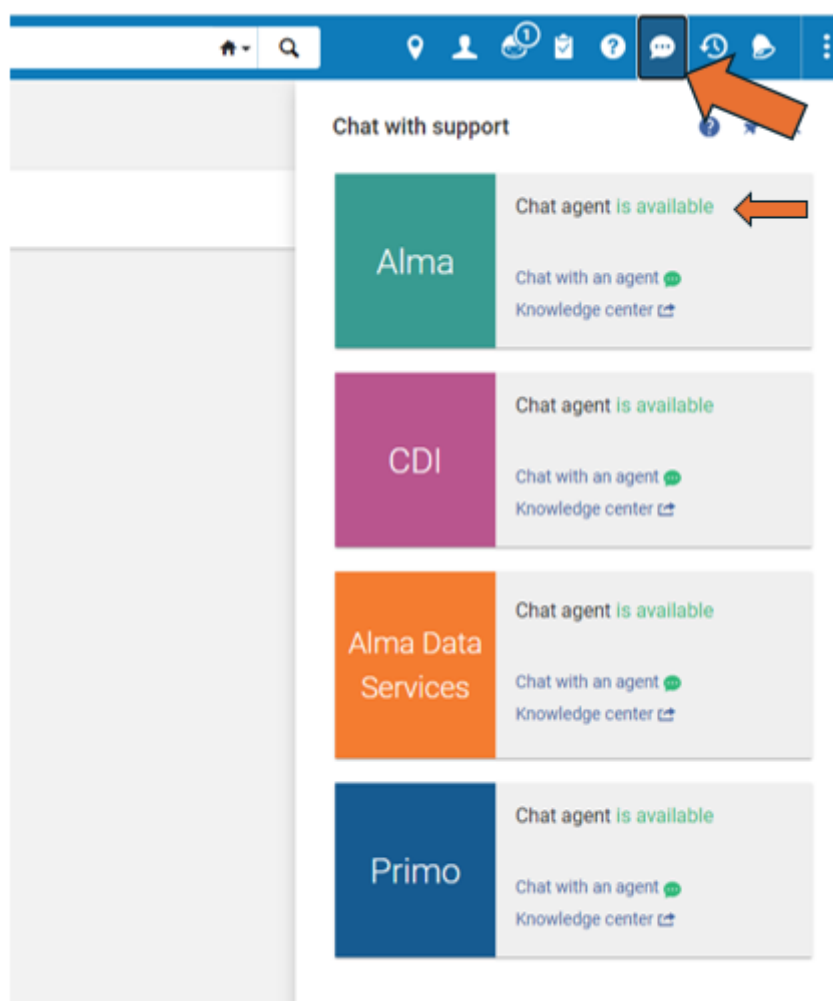 1
Chat with support
Alma
Chat agent is available
Chat with an agent
Knowledge center
CDI
Chat agent is available
Chat with an agent
Knowledge center
Alma Data
Services
Chat agent is available
Chat with an agent
Knowledge center
Primo
Chat agent is available
Chat with an agent
Knowledge center